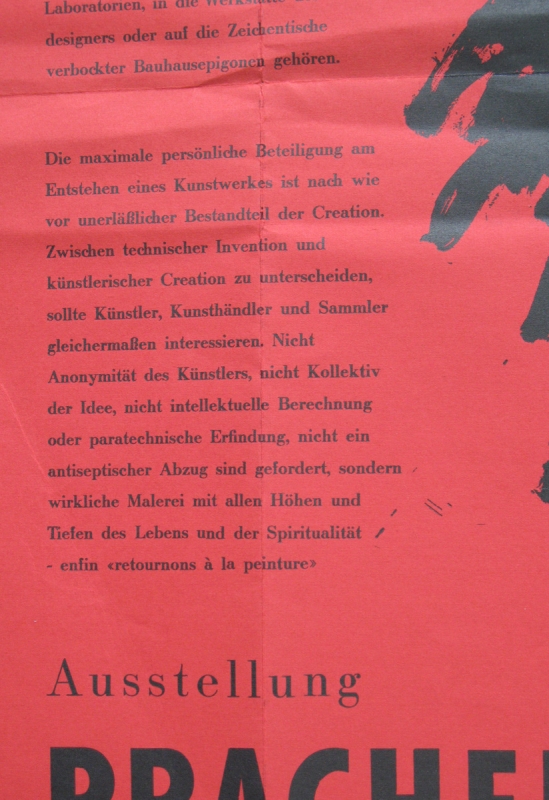 Laboratorien, in die
designers oder auf die Zeichentische
verbockter Bauhausepigonen gehören.
Die maximale persönliche Beteiligung am
Entstehen eines Kunstwerkes ist nach wie
vor unerläßlicher Bestandteil der Creation.
Zwischen technischer Invention und
künstlerischer Creation zu unterscheiden,
sollte Künstler, Kunsthändler und Sammler
gleichermaßen interessieren. Nicht
Anonymität des Künstlers, nicht Kollektiv
der Idee, nicht intellektuelle Berechnung
oder paratechnische Erfindung, nicht ein
antiseptischer Abzug sind gefordert, sondern
wirkliche Malerei mit allen Höhen und
Tiefen des Lebens und der Spiritualität
- enfin «retournons à la peinture»
Ausstellung